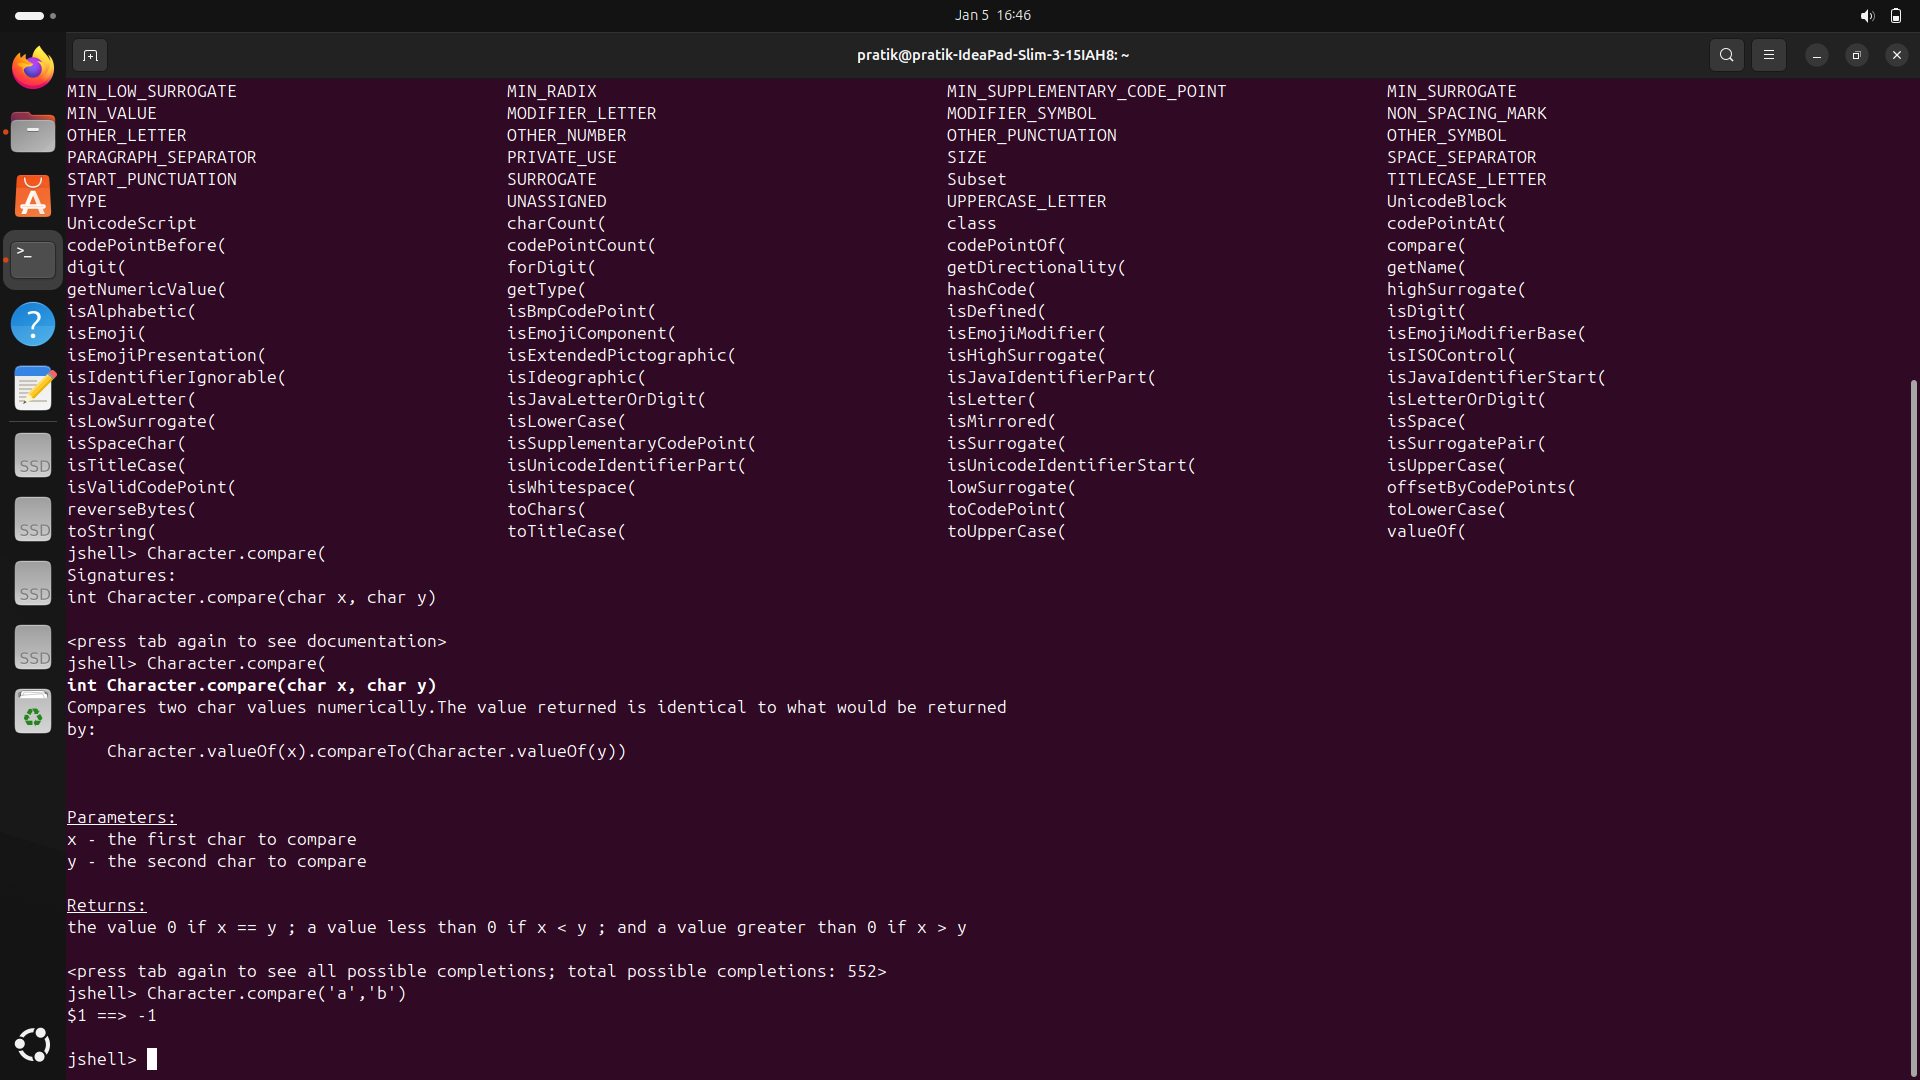 Jan 5 16:46
pratik@pratik-IdeaPad-Slim-3-15IAH8: ~
MIN_LOW_SURROGATE MIN_RADIX MIN_SUPPLEMENTARY_CODE_POINT MIN_SURROGATE
MIN_VALUE MODIFIER_LETTER MODIFIER_SYMBOL NON_SPACING_MARK
OTHER_LETTER OTHER_NUMBER OTHER_PUNCTUATION OTHER_SYMBOL
PARAGRAPH_SEPARATOR PRIVATE_USE SIZE SPACE_SEPARATOR
START_PUNCTUATION SURROGATE Subset TITLECASE_LETTER
TYPE UNASSIGNED UPPERCASE_LETTER UnicodeBlock
UnicodeScript charCount( class codePointAt(
codePointBefore( codePointCount( codePointOf( compare(
digit( forDigit( getDirectionality( getName(
getNumericValue( getType( hashCode( highSurrogate(
isAlphabetic( isBmpCodePoint( isDefined( isDigit(
isEmoji( isEmojiComponent( isEmojiModifier( isEmojiModifierBase(
isEmojiPresentation( isExtendedPictographic( isHighSurrogate( isISOControl(
isIdentifierIgnorable( isIdeographic( isJavaIdentifierPart( isJavaIdentifierStart(
isJavaLetter( isJavaLetterOrDigit( isLetter( isLetterOrDigit(
isLowSurrogate( isLowerCase( isMirrored( isSpace(
isSpaceChar( isSupplementaryCodePoint( isSurrogate( isSurrogatePair(
isTitleCase( isUnicodeIdentifierPart( isUnicodeIdentifierStart( isUpperCase(
isValidCodePoint( isWhitespace( lowSurrogate( offsetByCodePoints(
reverseBytes( toChars( toCodePoint( toLowerCase(
toString( toTitleCase( toUpperCase( valueOf(
jshell> Character.compare(
Signatures:
int Character.compare(char x, char y)
<press tab again to see documentation>
jshell> Character.compare(
int Character.compare(char x, char y)
Compares two char values numerically.The value returned is identical to what would be returned
by:
Character.valueOf(x).compareTo(Character.valueOf(y))
Parameters:
x - the first char to compare
y - the second char to compare
Returns:
the value 0 if x == y ; a value less than 0 if x < y ; and a value greater than 0 if x > y
<press tab again to see all possible completions; total possible completions: 552>
jshell> Character.compare('a','b')
$1 ==> -1
jshell>
>_
?
SSD
SSD
SSD
SSD